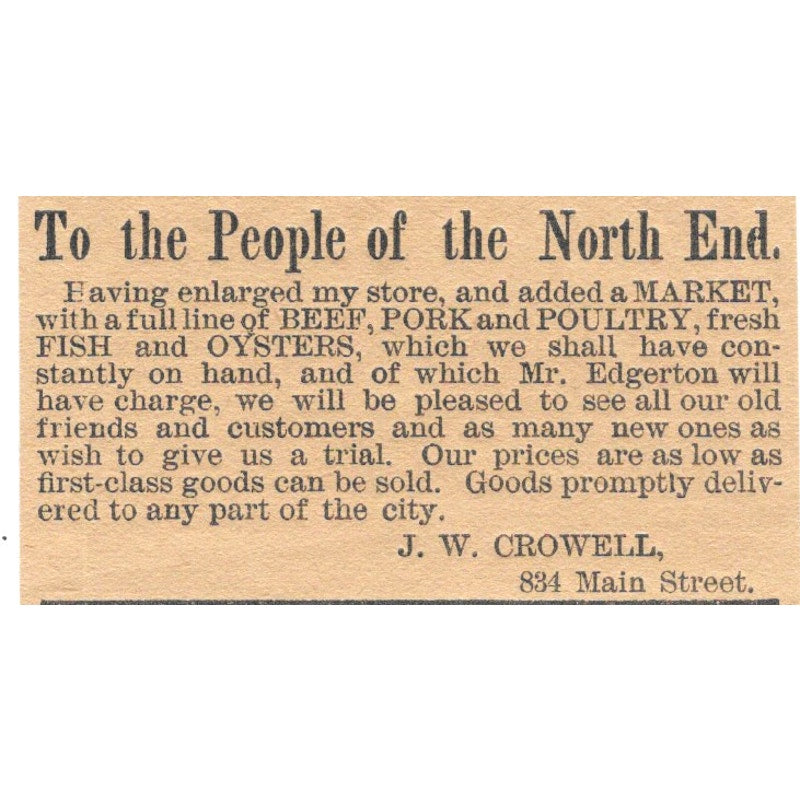 To the People of the North End.
Having enlarged my store, and added a MARKET,
with a full line of BEEF, PORK and POULTRY, fresh
FISH and OYSTERS, which we shall have con-
stantly on hand, and of which Mr. Edgerton will
have charge, we will be pleased to see all our old
friends and customers and as many new ones as
wish to give us a trial. Our prices are as low as
first-class goods can be sold. Goods promptly deliv-
ered to any part of the city.
J. W. CROWELL,
834 Main Street.